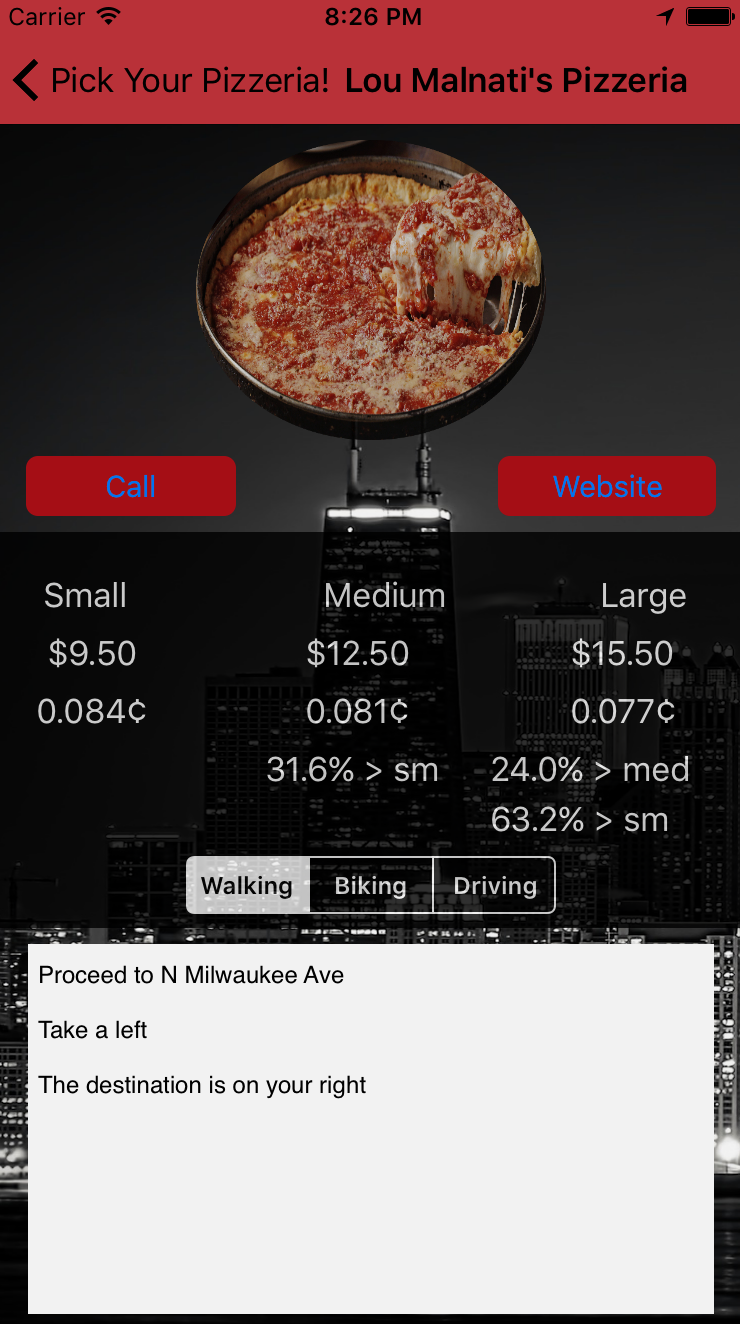 Carrier 8:26 PM
Pick Your Pizzeria! Lou Malnati's Pizzeria
Call Website
Small Medium Large
$9.50 $12.50 $15.50
0.084¢ 0.081¢ 0.077¢
31.6% > sm 24.0% > med
63.2% > sm
Walking Biking Driving
Proceed to N Milwaukee Ave
Take a left
The destination is on your right